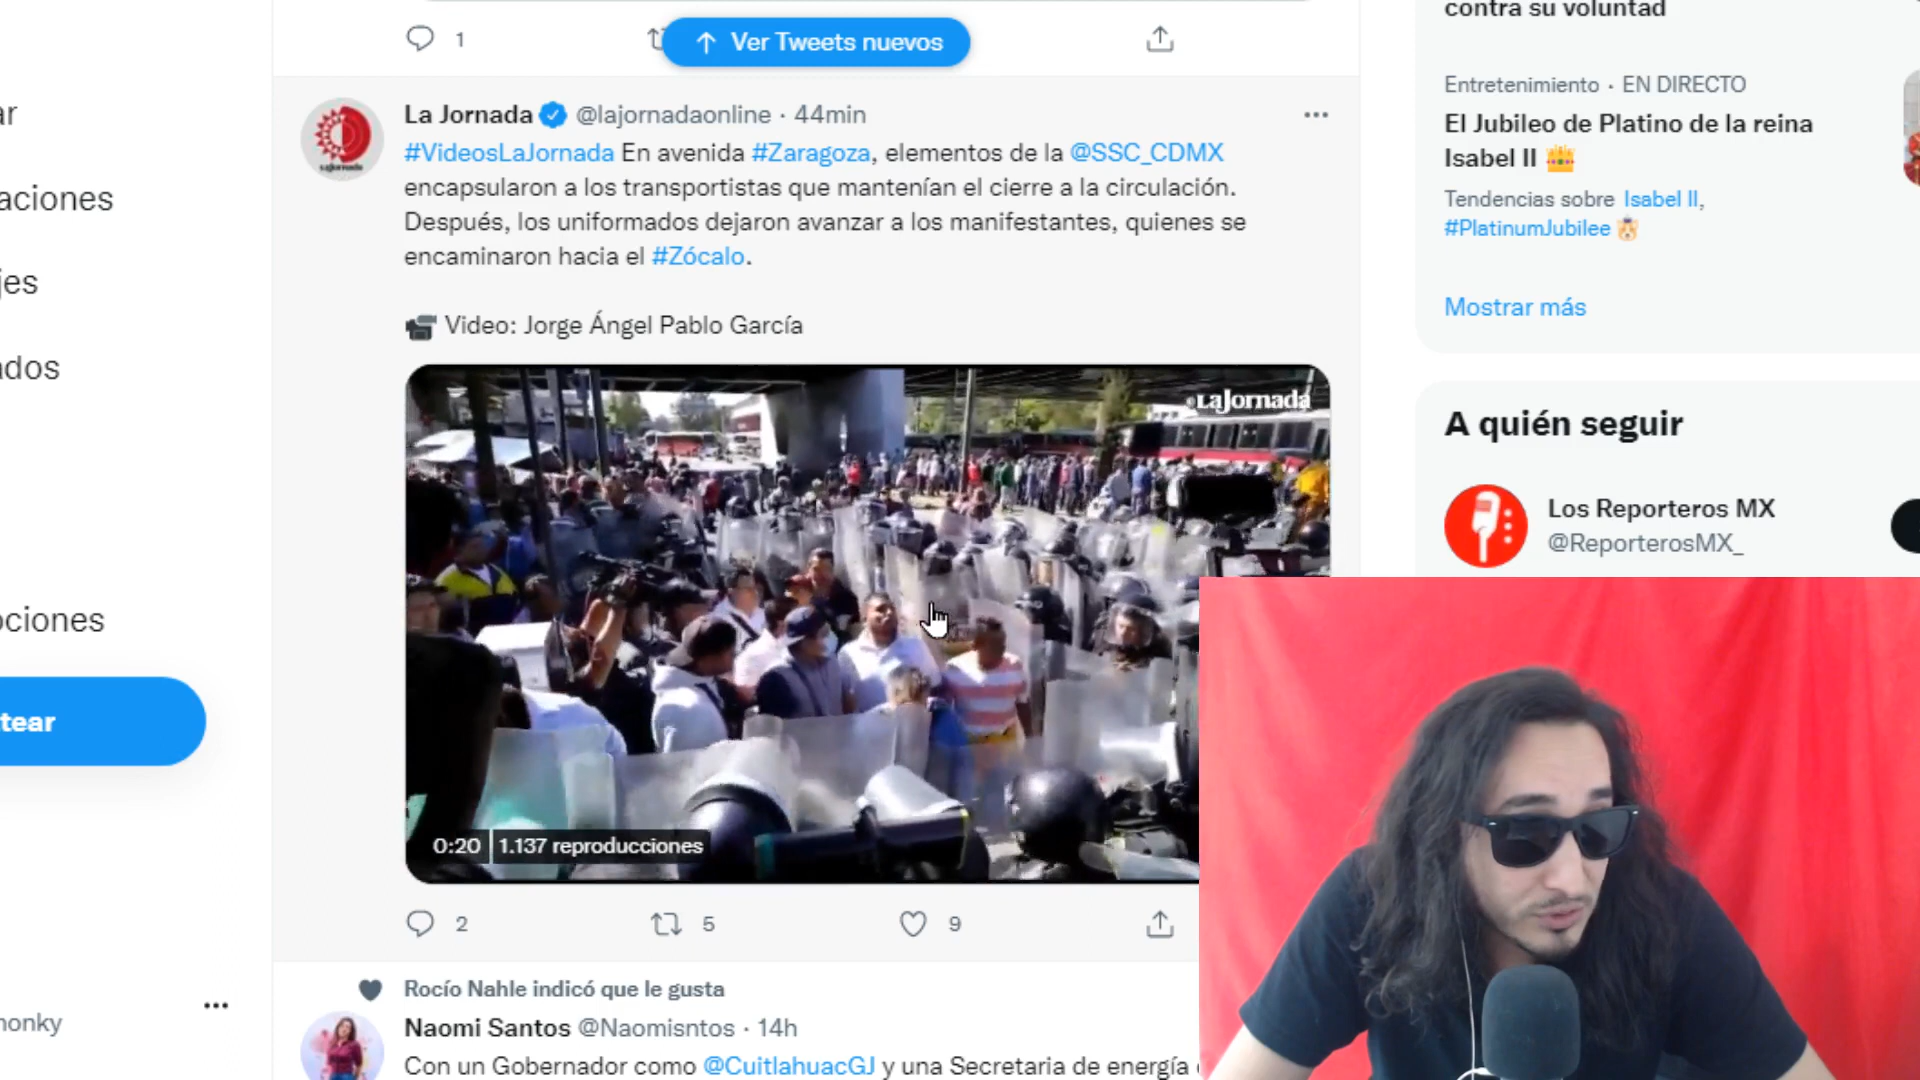 1
Ver Tweets nuevos
contra su voluntad
Entretenimiento · EN DIRECTO
El Jubileo de Platino de la reina
Isabel II
Tendencias sobre Isabel II,
#PlatinumJubilee
Mostrar más
A quién seguir
Los Reporteros MX
@ReporterosMX_
ar
aciones
jes
ados
ociones
tear
honky
La Jornada @lajornadaonline · 44min
#VideosLaJornada En avenida #Zaragoza, elementos de la @SSC_CDMX
encapsularon a los transportistas que mantenían el cierre a la circulación.
Después, los uniformados dejaron avanzar a los manifestantes, quienes se
encaminaron hacia el #Zócalo.
Video: Jorge Ángel Pablo García
LaJornada
0:20 1.137 reproducciones
2 5 9
Rocío Nahle indicó que le gusta
Naomi Santos @Naomisntos · 14h
Con un Gobernador como @CuitlahuacGJ y una Secretaria de energía